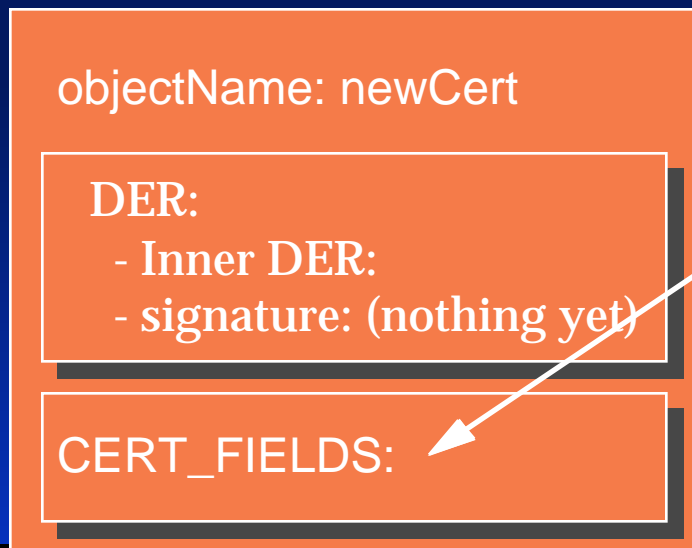 objectName: newCert
DER:
- Inner DER:
- signature: (nothing yet)
CERT_FIELDS: